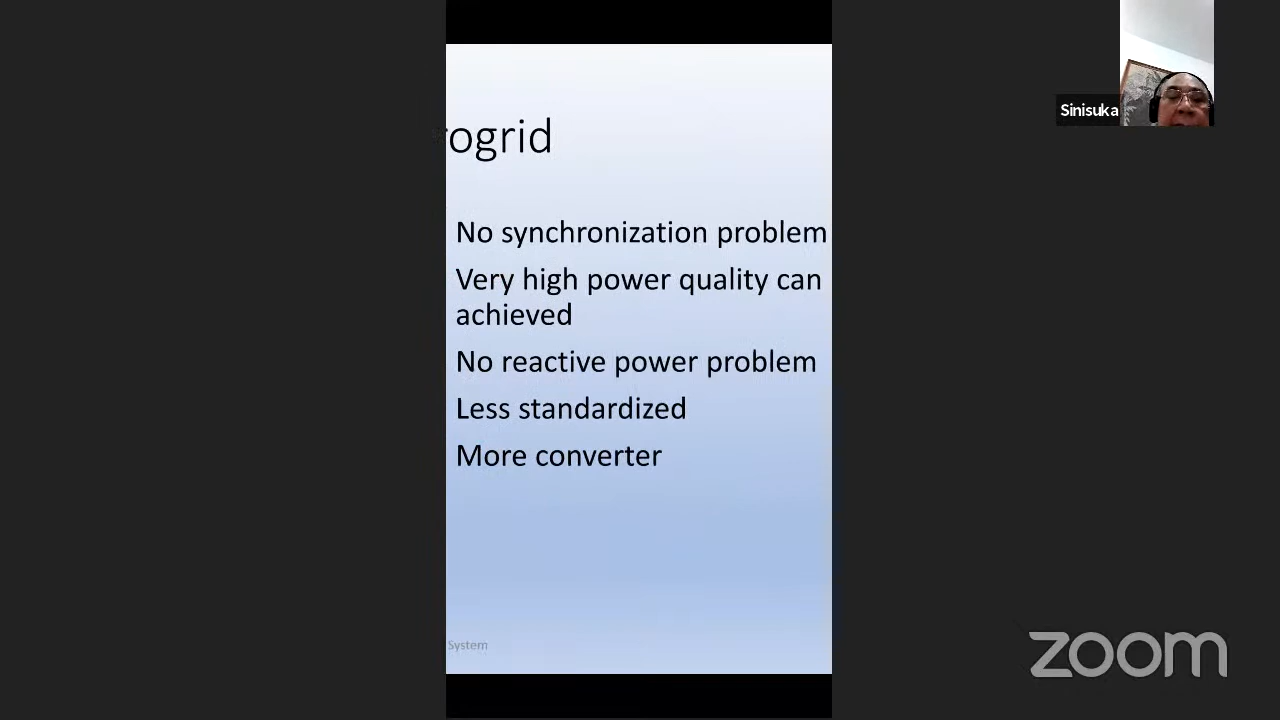 ogrid
Sinisuka
No synchronization problem
Very high power quality can
achieved
No reactive power problem
Less standardized
More converter
System
zoom